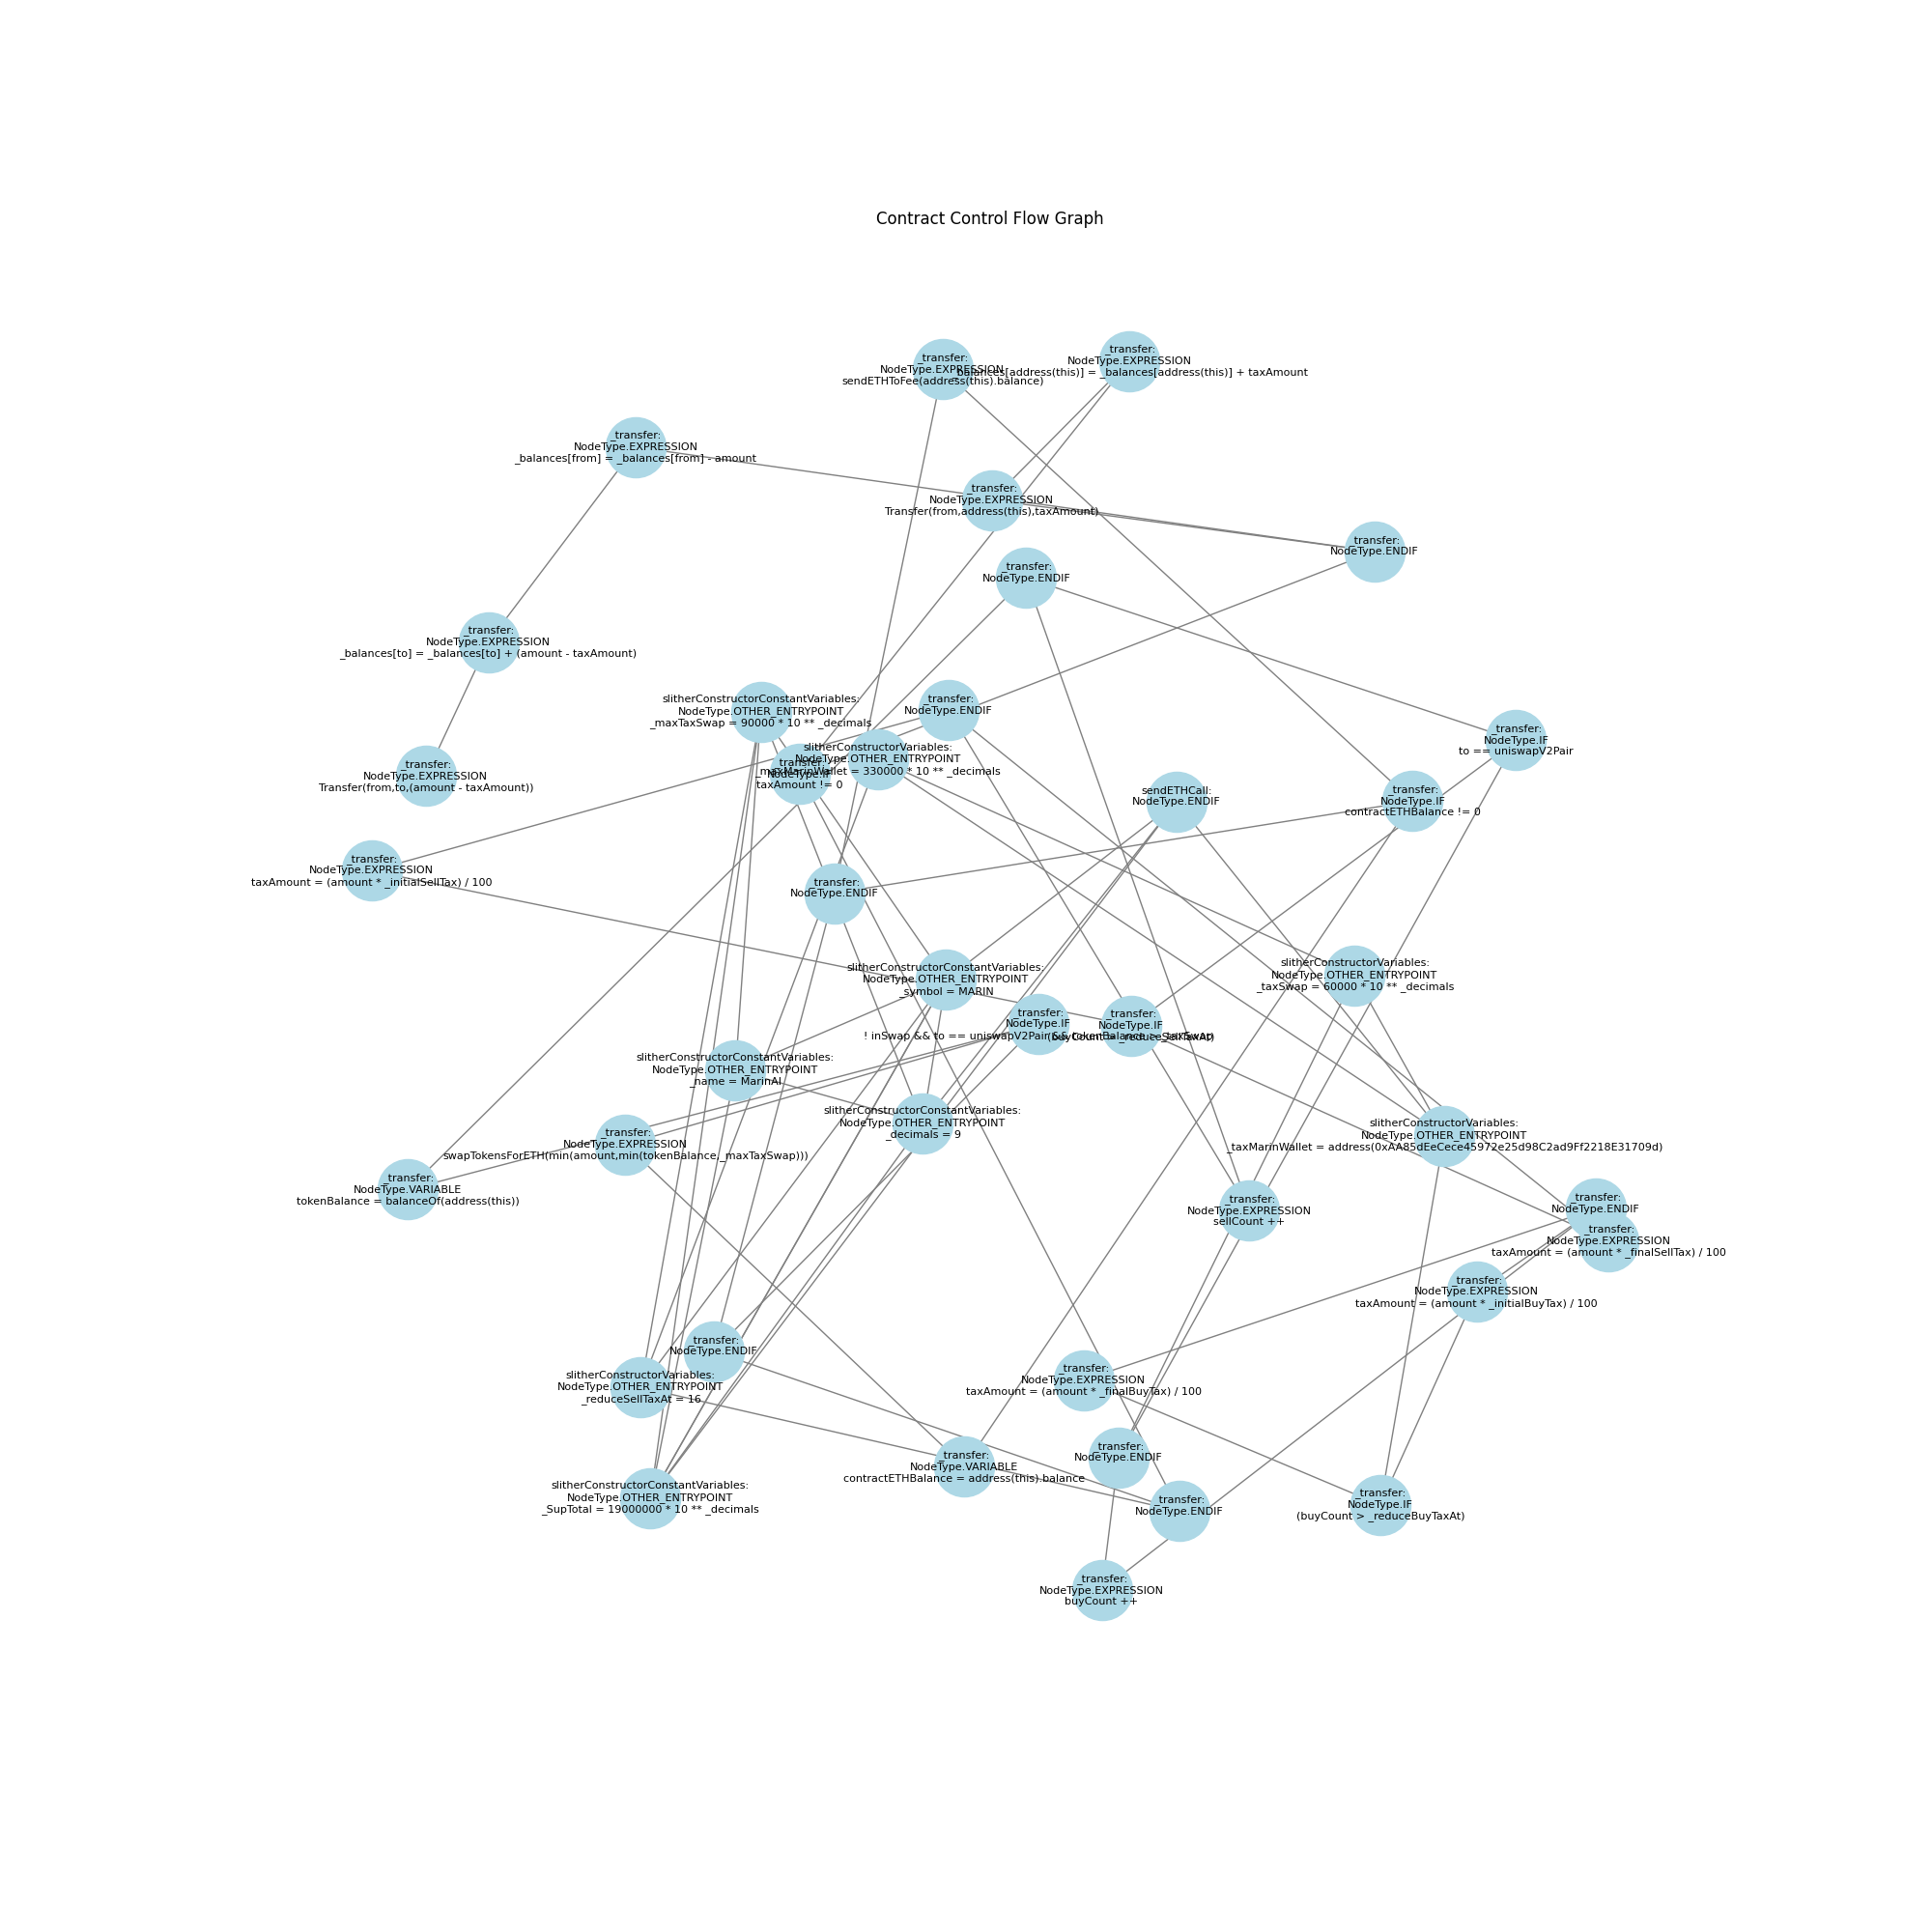 Contract Control Flow Graph
_transfer:
NodeType.EXPRESSION
sendETHToFee(address(this).balance)
_transfer:
NodeType.EXPRESSION
_balances[address(this)] = _balances[address(this)] + taxAmount
_transfer:
NodeType.EXPRESSION
_balances[from] = _balances[from] - amount
_transfer:
NodeType.EXPRESSION
Transfer(from,address(this),taxAmount)
_transfer:
NodeType.ENDIF
_transfer:
NodeType.ENDIF
_transfer:
NodeType.EXPRESSION
_balances[to] = _balances[to] + (amount - taxAmount)
slitherConstructorConstantVariables:
NodeType.OTHER_ENTRYPOINT
_maxTaxSwap = 90000 * 10 ** _decimals
_transfer:
NodeType.ENDIF
_transfer:
NodeType.IF
to == uniswapV2Pair
slitherConstructorVariables:
NodeType.OTHER_ENTRYPOINT
_maxMarinWallet = 330000 * 10 ** _decimals
_transfer:
NodeType.IF
taxAmount != 0
_transfer:
NodeType.EXPRESSION
Transfer(from,to,(amount - taxAmount))
sendETHCall:
NodeType.ENDIF
_transfer:
NodeType.IF
contractETHBalance != 0
_transfer:
NodeType.EXPRESSION
taxAmount = (amount * _initialSellTax) / 100
_transfer:
NodeType.ENDIF
slitherConstructorConstantVariables:
NodeType.OTHER_ENTRYPOINT
_symbol = MARIN
slitherConstructorVariables:
NodeType.OTHER_ENTRYPOINT
_taxSwap = 60000 * 10 ** _decimals
_transfer:
NodeType.IF
! inSwap && to == uniswapV2Pair && tokenBalance > _taxSwap
_transfer:
NodeType.IF
(buyCount > _reduceSellTaxAt)
slitherConstructorConstantVariables:
NodeType.OTHER_ENTRYPOINT
_name = MarinAI
slitherConstructorConstantVariables:
NodeType.OTHER_ENTRYPOINT
_decimals = 9
slitherConstructorVariables:
NodeType.OTHER_ENTRYPOINT
_taxMarinWallet = address(0xAA85dEeCece45972e25d98C2ad9Ff2218E31709d)
_transfer:
NodeType.EXPRESSION
swapTokensForETH(min(amount,min(tokenBalance,_maxTaxSwap)))
_transfer:
NodeType.VARIABLE
tokenBalance = balanceOf(address(this))
_transfer:
NodeType.EXPRESSION
sellCount ++
_transfer:
NodeType.ENDIF
_transfer:
NodeType.EXPRESSION
taxAmount = (amount * _finalSellTax) / 100
_transfer:
NodeType.EXPRESSION
taxAmount = (amount * _initialBuyTax) / 100
_transfer:
NodeType.ENDIF
slitherConstructorVariables:
NodeType.OTHER_ENTRYPOINT
_reduceSellTaxAt = 16
_transfer:
NodeType.EXPRESSION
taxAmount = (amount * _finalBuyTax) / 100
_transfer:
NodeType.ENDIF
_transfer:
NodeType.VARIABLE
contractETHBalance = address(this).balance
slitherConstructorConstantVariables:
NodeType.OTHER_ENTRYPOINT
_SupTotal = 19000000 * 10 ** _decimals
_transfer:
NodeType.ENDIF
_transfer:
NodeType.IF
(buyCount > _reduceBuyTaxAt)
_transfer:
NodeType.EXPRESSION
buyCount ++